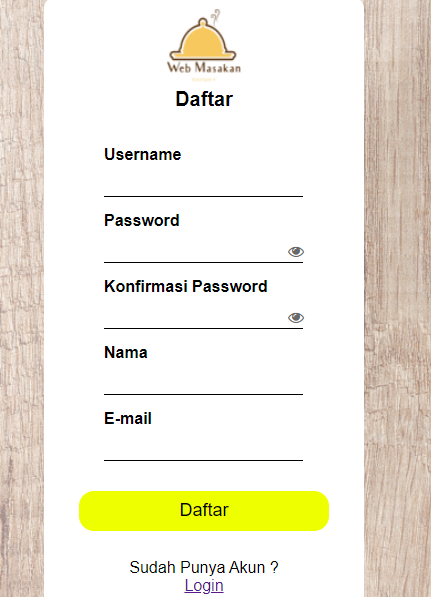 Web Masakan
Daftar
Username
Password
Konfirmasi Password
Nama
E-mail
Daftar
Sudah Punya Akun ?
Login